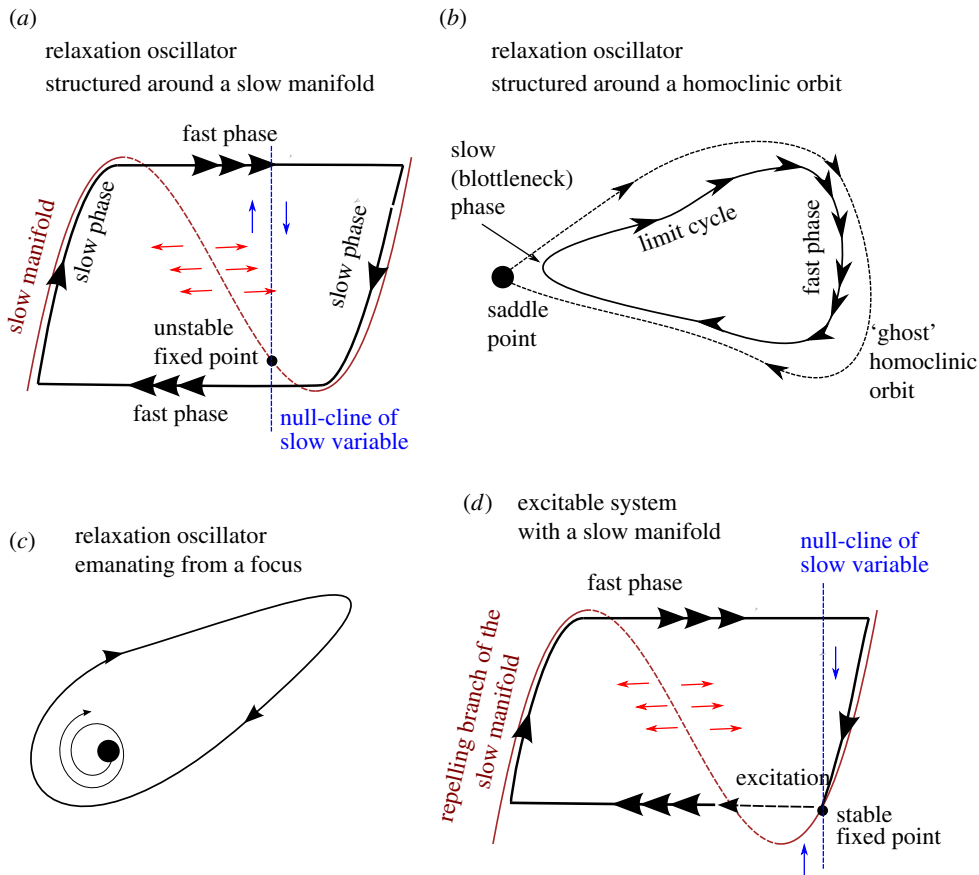 (a)
relaxation oscillator
structured around a slow manifold
fast phase
slow manifold
slow phase
slow phase
unstable
fixed point
fast phase
null-cline of
slow variable
(b)
relaxation oscillator
structured around a homoclinic orbit
slow
(blottleneck)
phase
limit cycle
fast phase
saddle
point
‘ghost’
homoclinic
orbit
(c)
relaxation oscillator
emanating from a focus
(d)
excitable system
with a slow manifold
null-cline of
slow variable
fast phase
repelling branch of the
slow manifold
excitation
stable
fixed point